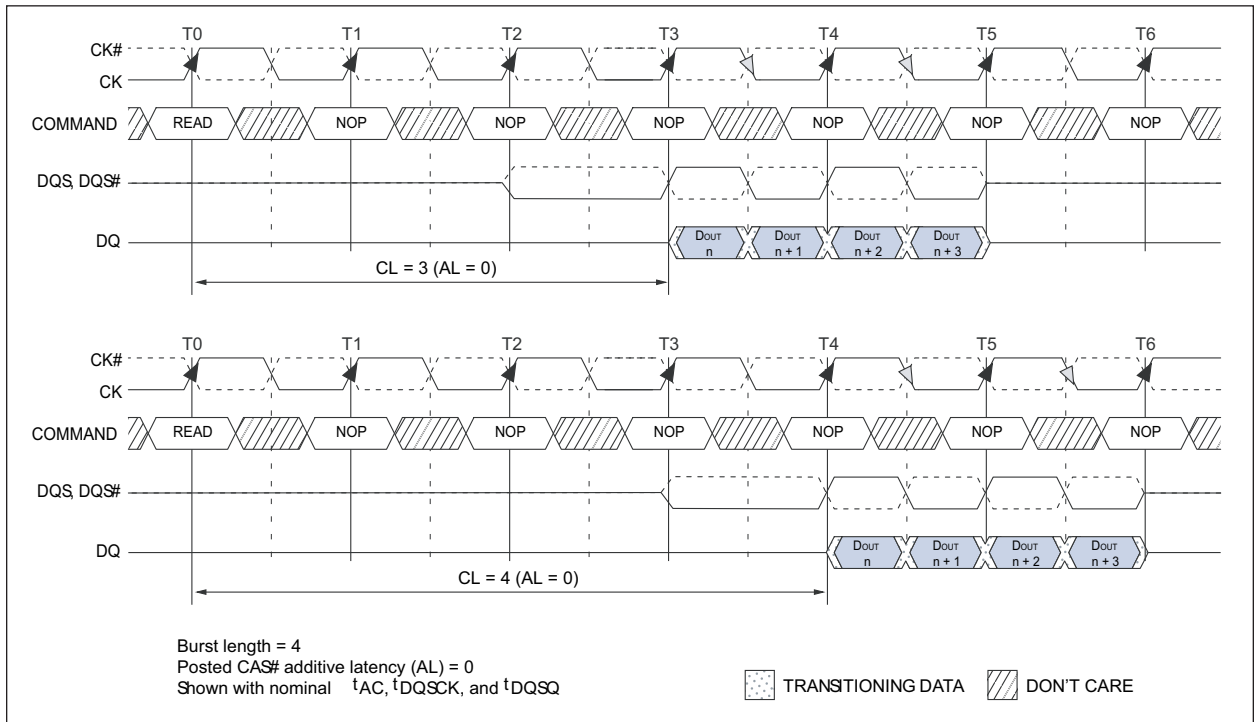 T0 T1 T2 T3 T4 T5 T6
CK#
CK
COMMAND READ NOP NOP NOP NOP NOP NOP
DQS, DQS#
DQ DOUT n DOUT n + 1 DOUT n + 2 DOUT n + 3
CL = 3 (AL = 0)
T0 T1 T2 T3 T4 T5 T6
CK#
CK
COMMAND READ NOP NOP NOP NOP NOP NOP
DQS, DQS#
DQ DOUT n DOUT n + 1 DOUT n + 2 DOUT n + 3
CL = 4 (AL = 0)
Burst length = 4
Posted CAS# additive latency (AL) = 0
Shown with nominal tAC, tDQSCK, and tDQSQ
TRANSITIONING DATA DON'T CARE